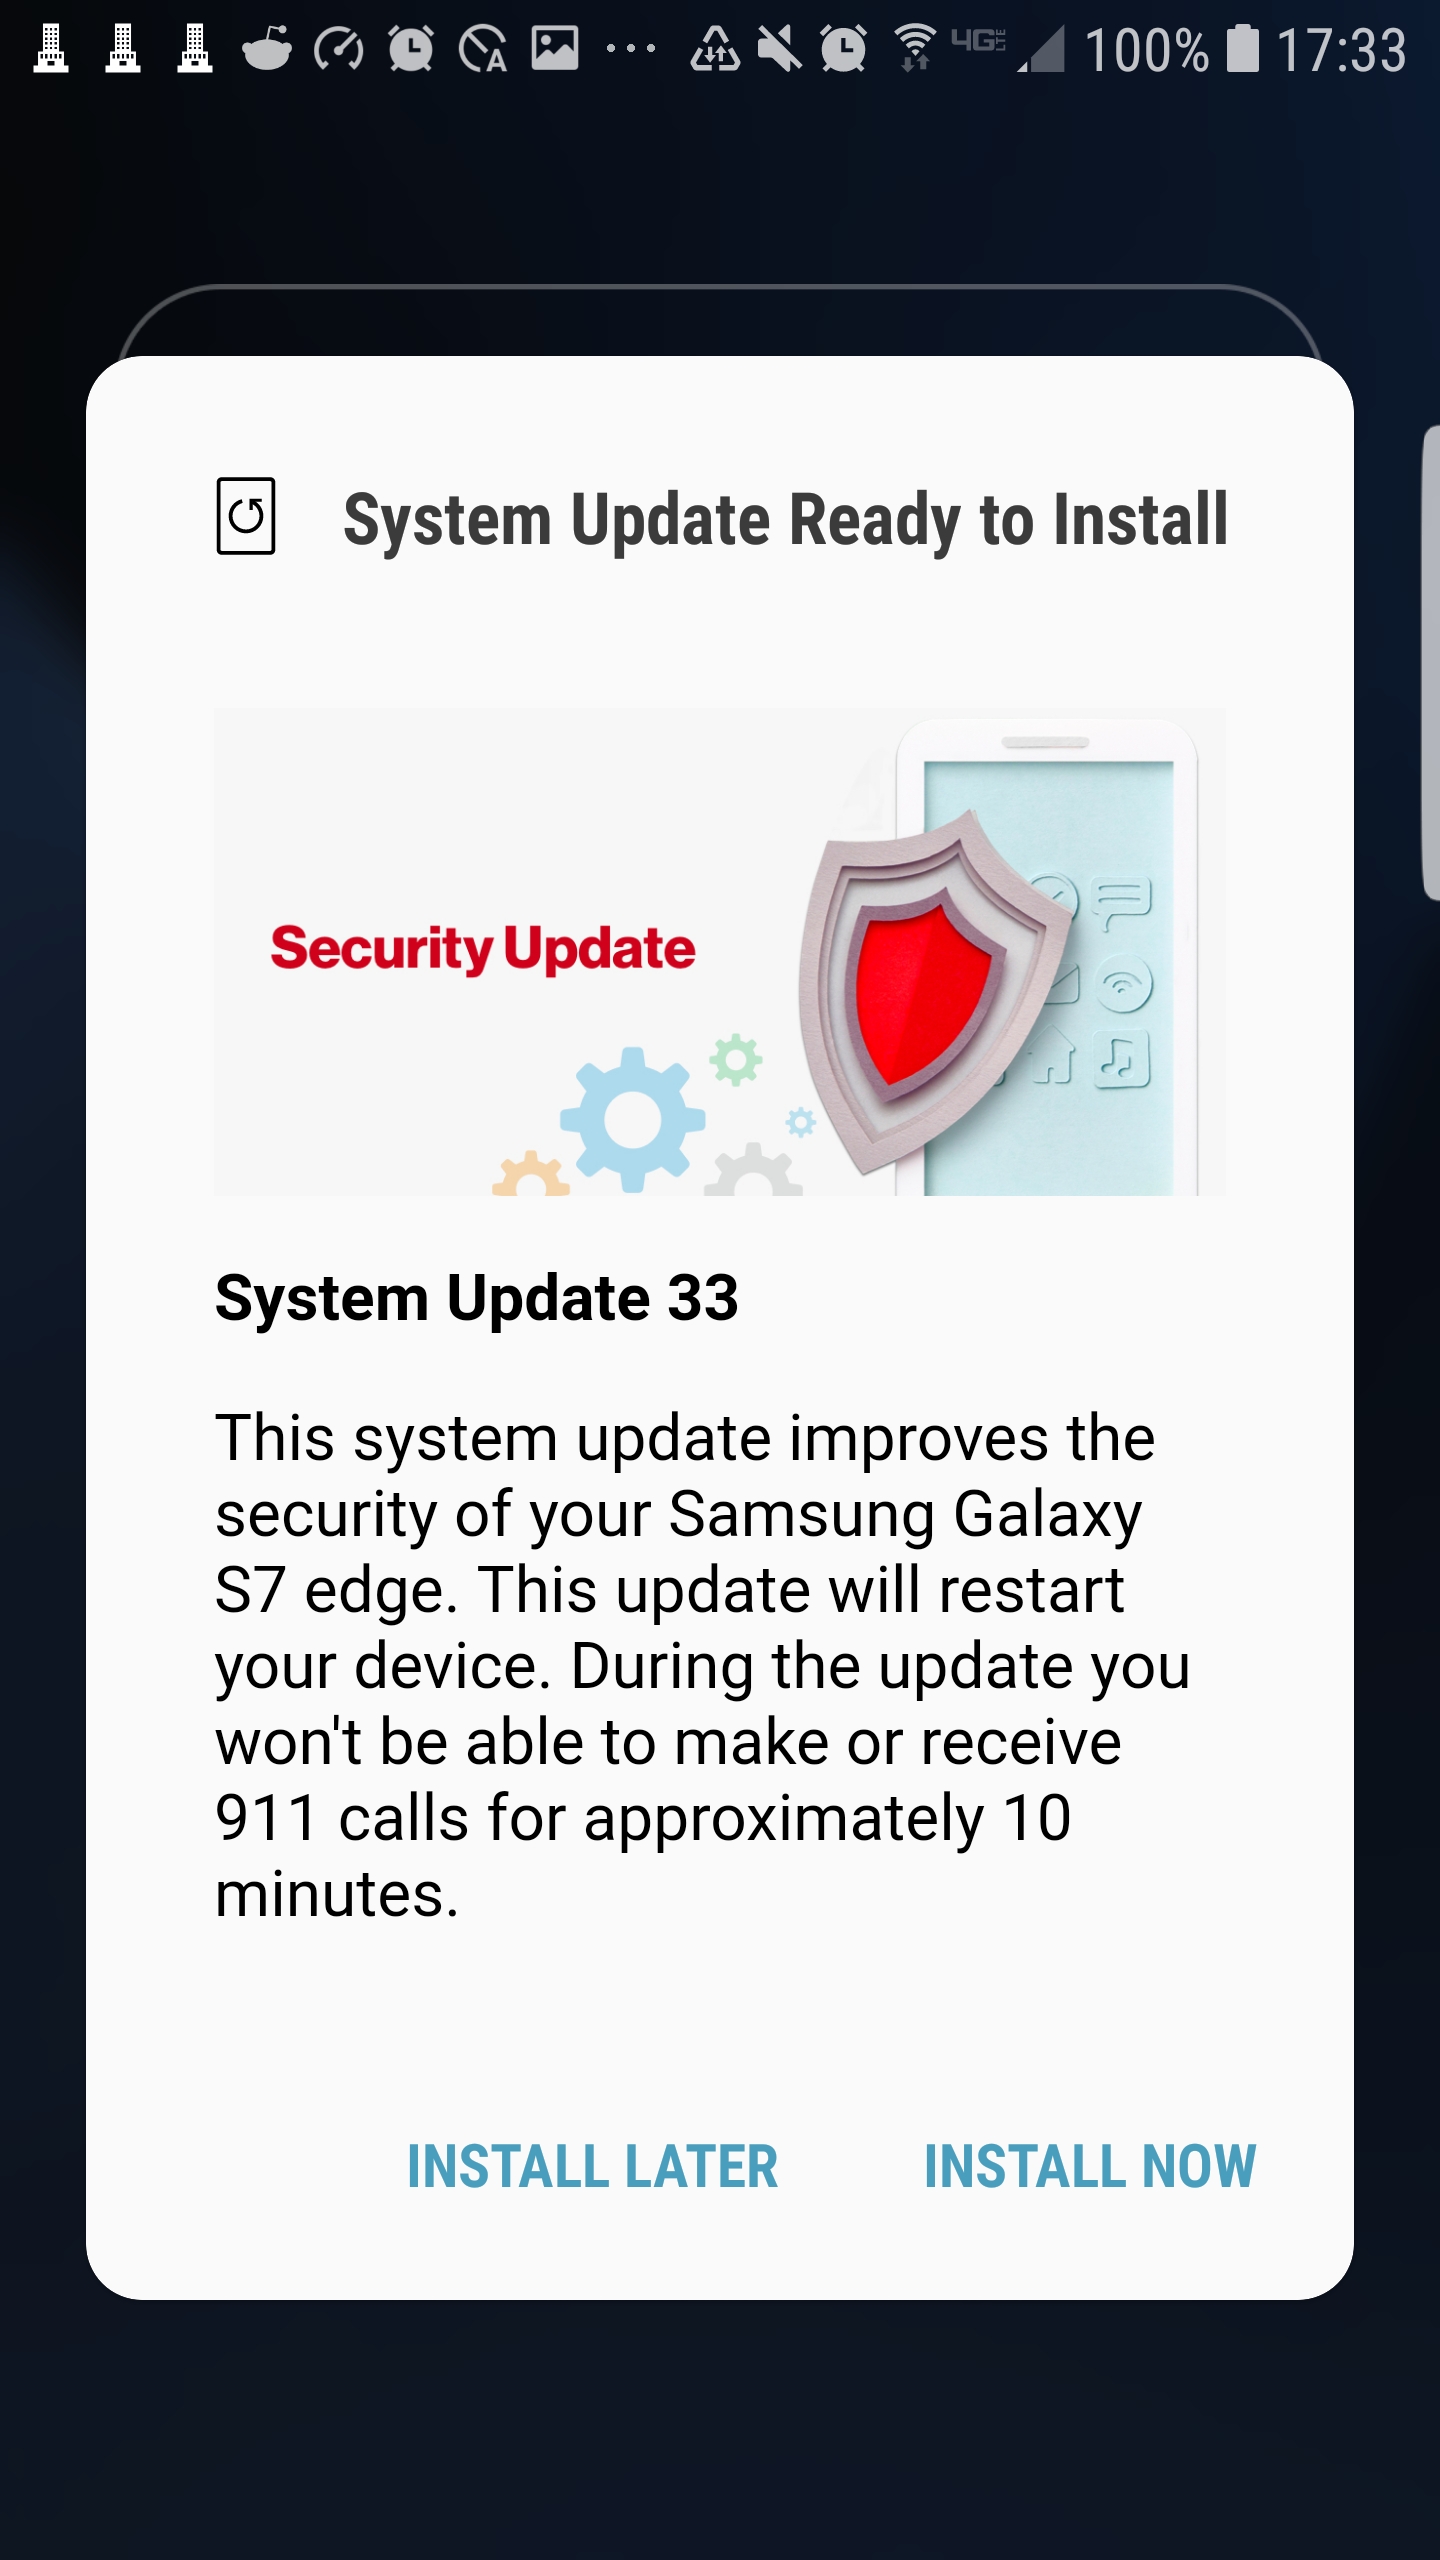 4G LTE 100% 17:33
System Update Ready to Install
Security Update
System Update 33
This system update improves the
security of your Samsung Galaxy
S7 edge. This update will restart
your device. During the update you
won't be able to make or receive
911 calls for approximately 10
minutes.
INSTALL LATER INSTALL NOW